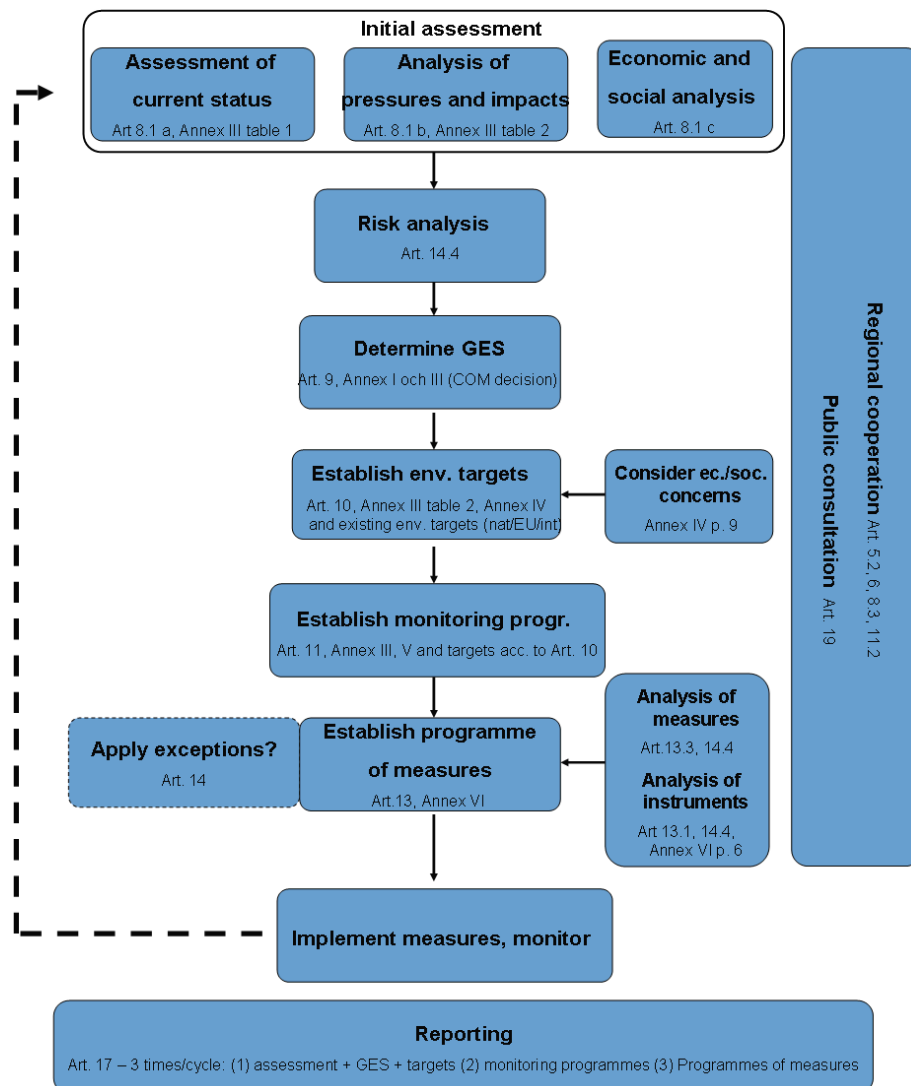 Initial assessment
Assessment of
current status
Art 8.1 a, Annex III table 1
Analysis of
pressures and impacts
Art. 8.1 b, Annex III table 2
Economic and
social analysis
Art. 8.1 c
Risk analysis
Art. 14.4
Determine GES
Art. 9, Annex I och III (COM decision)
Establish env. targets
Art. 10, Annex III table 2, Annex IV
and existing env. targets (nat/EU/int)
Consider ec./soc.
concerns
Annex IV p. 9
Establish monitoring progr.
Art. 11, Annex III, V and targets acc. to Art. 10
Apply exceptions?
Art. 14
Establish programme
of measures
Art.13, Annex VI
Analysis of
measures
Art.13.3, 14.4
Analysis of
instruments
Art 13.1, 14.4,
Annex VI p. 6
Implement measures, monitor
Regional cooperation Art. 5.2, 6, 8.3, 11.2
Public consultation Art. 19
Reporting
Art. 17 – 3 times/cycle: (1) assessment + GES + targets (2) monitoring programmes (3) Programmes of measures